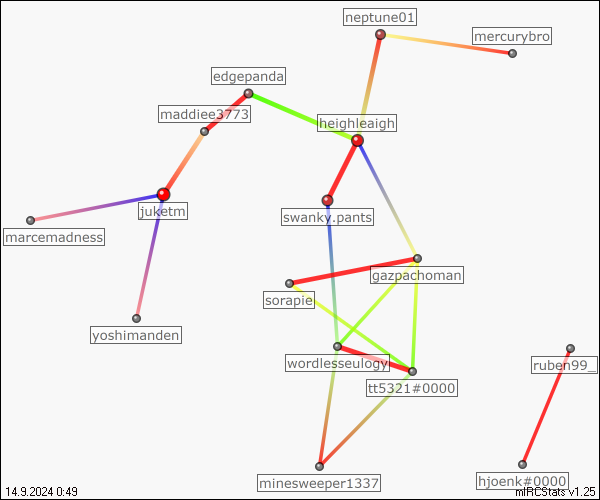 neptune01
mercurybro
edgepanda
maddiee3773
heighleaigh
juketm
swanky.pants
marcemadness
gazpachoman
sorapie
yoshimanden
wordlesseulogy
ruben99_
tt5321#0000
minesweeper1337
hjoenk#0000
14.9.2024 0:49
mIRCStats v1.25